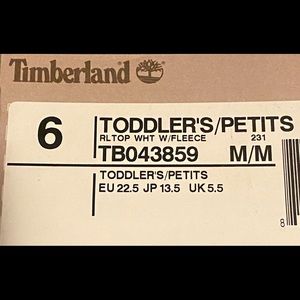 Timberland
6
TODDLER'S/PETITS
RLTOP WHT W/FLEECE 231
TB043859 M/M
TODDLER'S/PETITS
EU 22.5 JP 13.5 UK 5.5
8